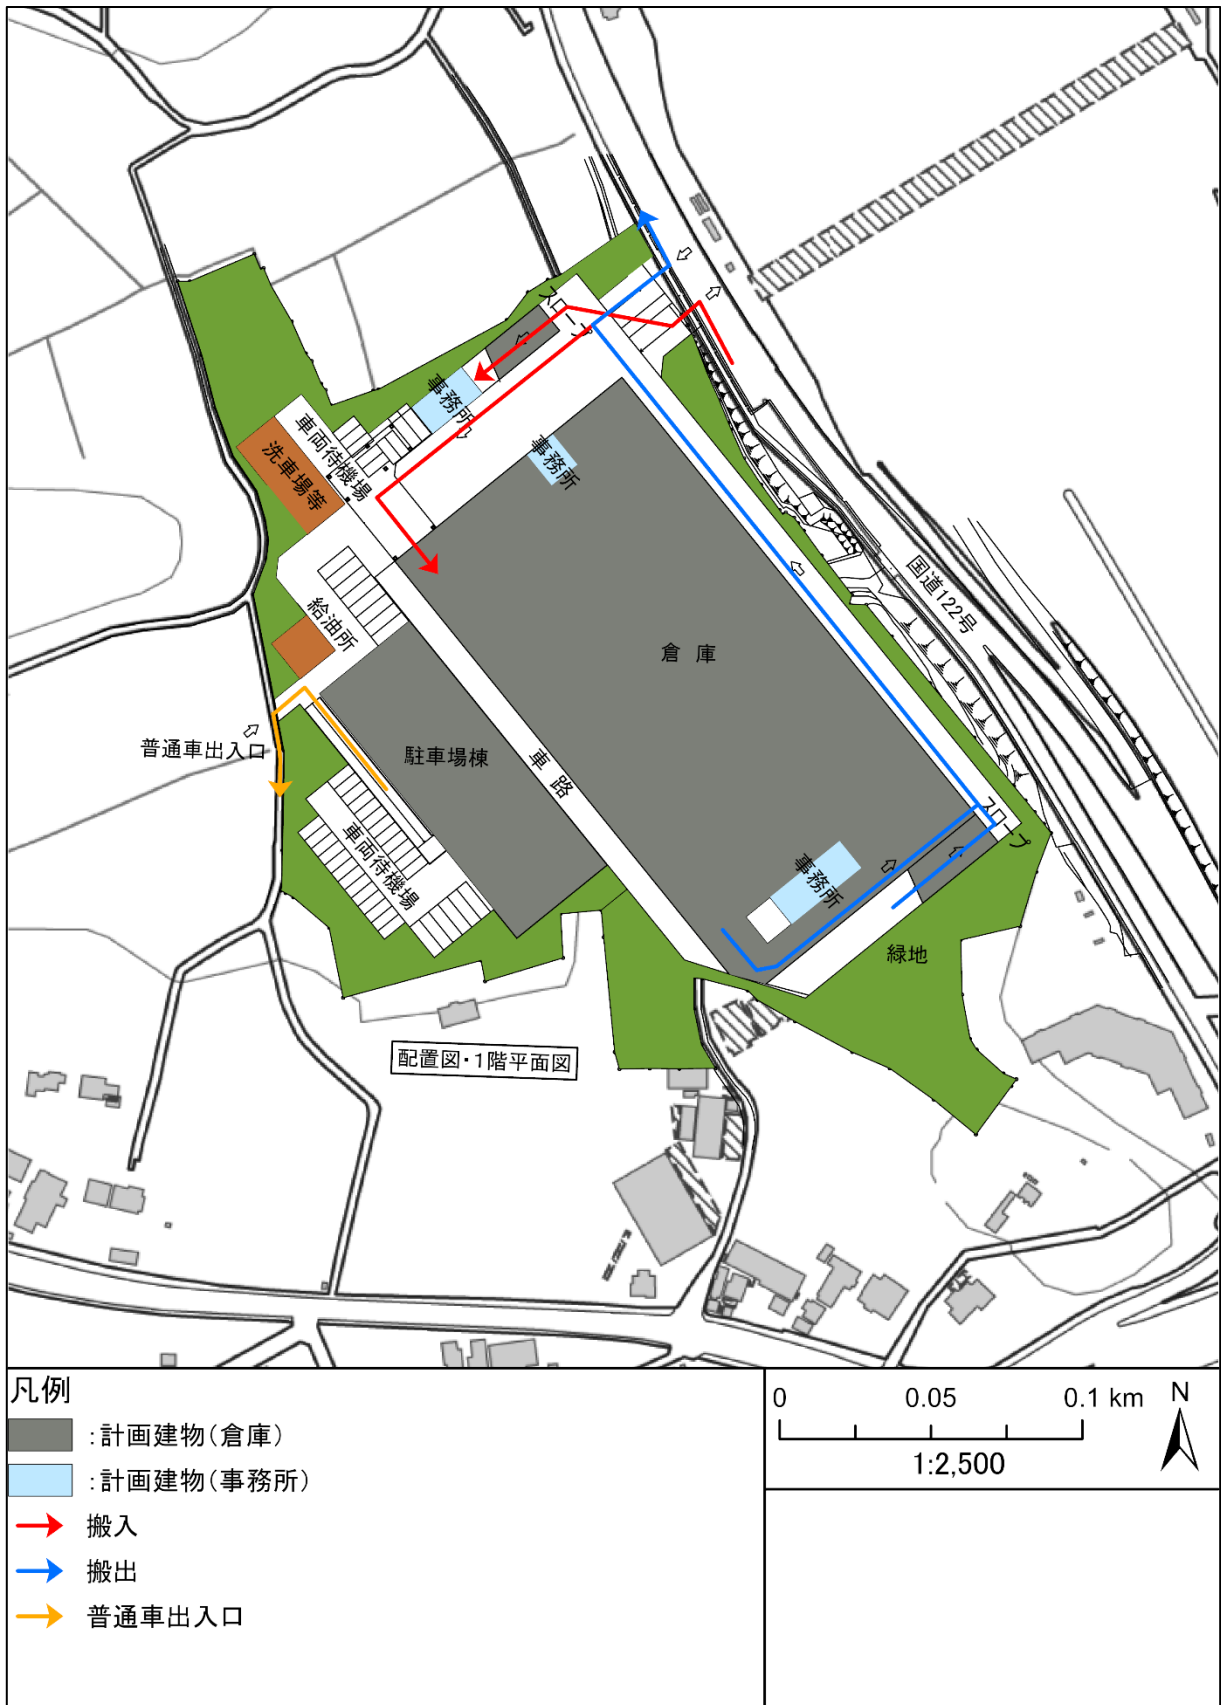 スロープ
事務所
事務所
車両待機場
洗車場等
国道122号
給油所
倉 庫
普通車出入口
駐車場棟
車 路
スロープ
車両待機場
事務所
緑地
配置図・1階平面図
凡例
:計画建物(倉庫)
:計画建物(事務所)
搬入
搬出
普通車出入口
0 0.05 0.1 km
1:2,500
N